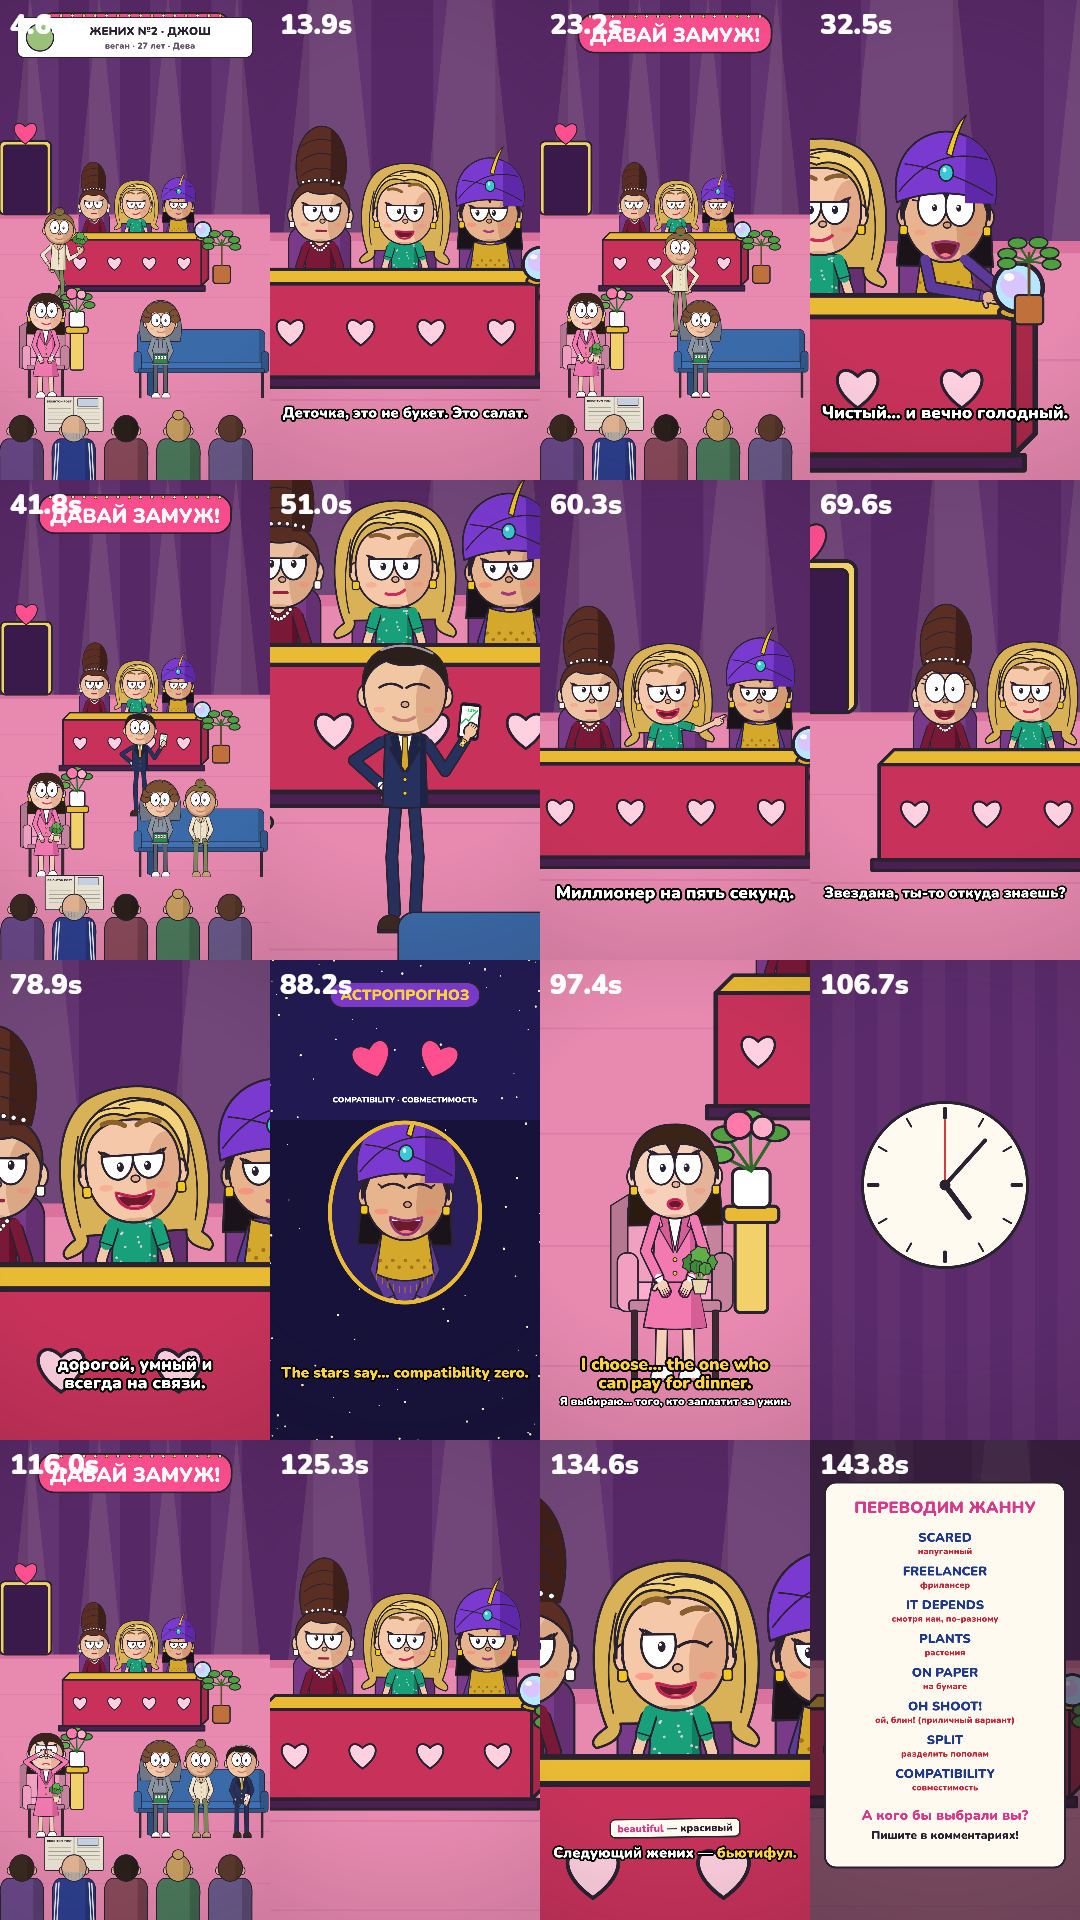 4.6
ЖЕНИХ №2 · ДЖОШ
веган · 27 лет · Дева
13.9s
Деточка, это не букет. Это салат.
23.2s
ДАВАЙ ЗАМУЖ!
32.5s
Чистый... и вечно голодный.
41.8s
ДАВАЙ ЗАМУЖ!
51.0s
60.3s
Миллионер на пять секунд.
69.6s
Звездана, ты-то откуда знаешь?
78.9s
дорогой, умный и
всегда на связи.
88.2s
АСТРОПРОГНОЗ
COMPATIBILITY · СОВМЕСТИМОСТЬ
The stars say... compatibility zero.
97.4s
I choose... the one who
can pay for dinner.
Я выбираю... того, кто заплатит за ужин.
106.7s
116.0s
ДАВАЙ ЗАМУЖ!
125.3s
134.6s
beautiful — красивый
Следующий жених — бьютифул.
143.8s
ПЕРЕВОДИМ ЖАННУ
SCARED
напуганный
FREELANCER
фрилансер
IT DEPENDS
смотря как, по-разному
PLANTS
растения
ON PAPER
на бумаге
OH SHOOT!
ой, блин! (приличный вариант)
SPLIT
разделить пополам
COMPATIBILITY
совместимость
А кого бы выбрали вы?
Пишите в комментариях!